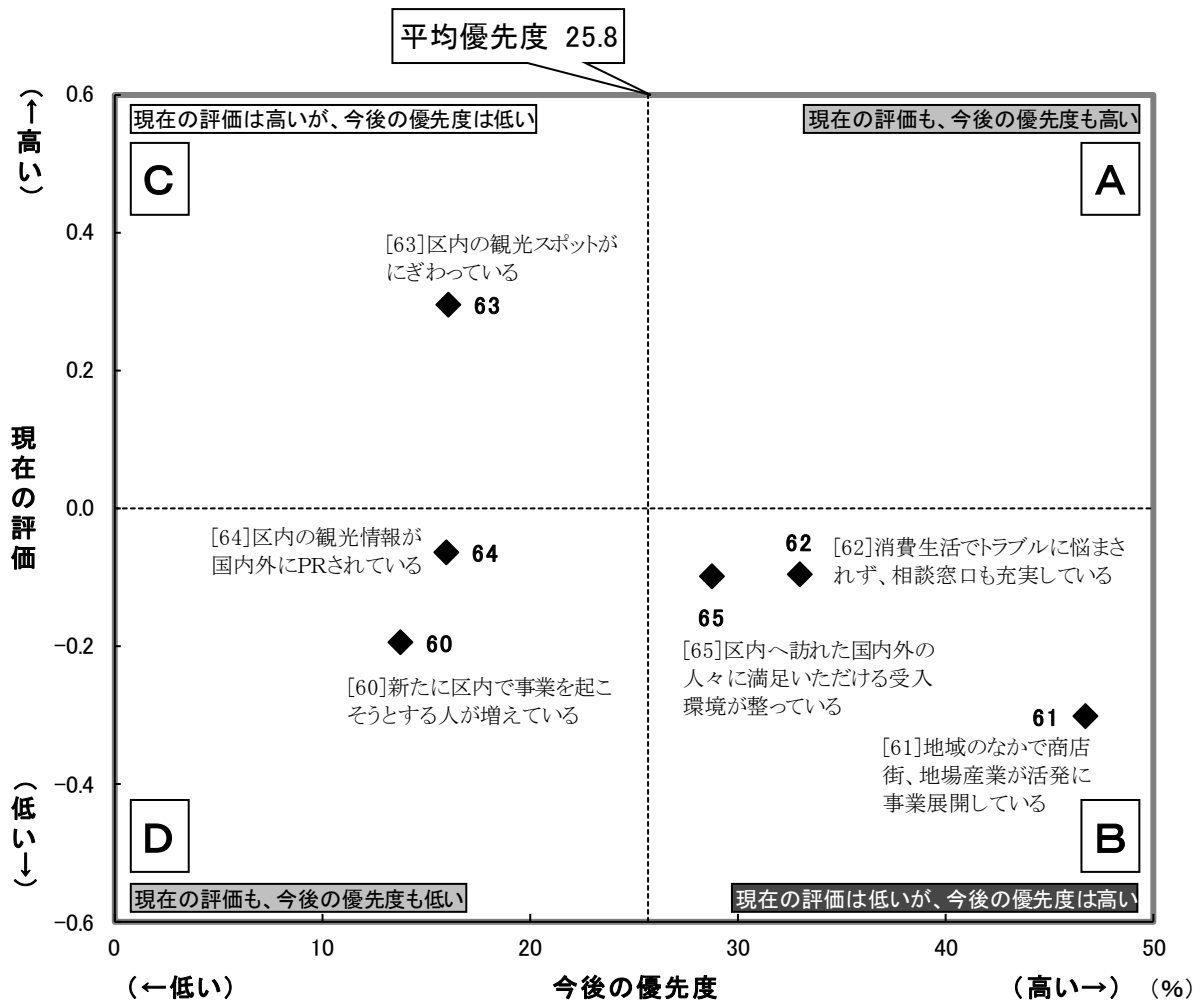 平均優先度 25.8
(↑高い)
現在の評価
(低い↓)
0.6
0.4
0.2
0.0
-0.2
-0.4
-0.6
現在の評価は高いが、今後の優先度は低い
C
現在の評価も、今後の優先度も高い
A
[63]区内の観光スポットが
にぎわっている
63
[64]区内の観光情報が
国内外にPRされている
64
62
[62]消費生活でトラブルに悩まさ
れず、相談窓口も充実している
65
[65]区内へ訪れた国内外の
人々に満足いただける受入
環境が整っている
60
[60]新たに区内で事業を起こ
そうとする人が増えている
61
[61]地域のなかで商店
街、地場産業が活発に
事業展開している
D
現在の評価も、今後の優先度も低い
B
現在の評価は低いが、今後の優先度は高い
0 10 20 30 40 50
(←低い) 今後の優先度 (高い→) (%)